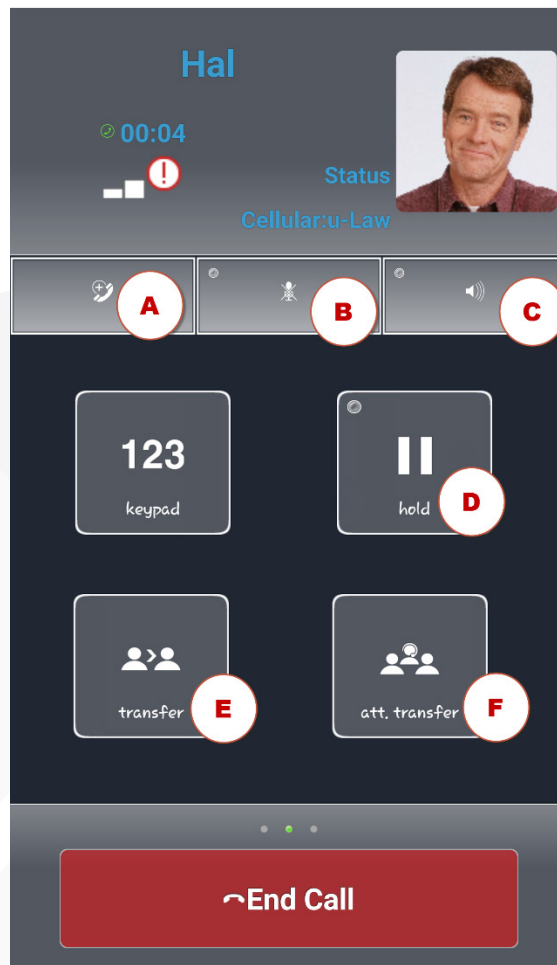 Hal
00:04
Status
Cellular:u-Law
A
B
C
123
keypad
hold
D
transfer
E
att. transfer
F
End Call